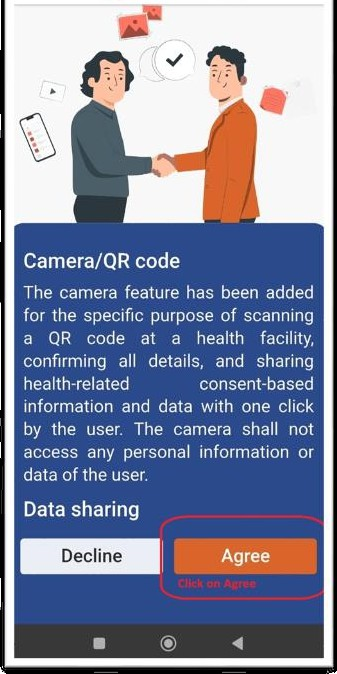 Camera/QR code
The camera feature has been added
for the specific purpose of scanning
a QR code at a health facility,
confirming all details, and sharing
health-related consent-based
information and data with one click
by the user. The camera shall not
access any personal information or
data of the user.
Data sharing
Decline Agree
Click on Agree